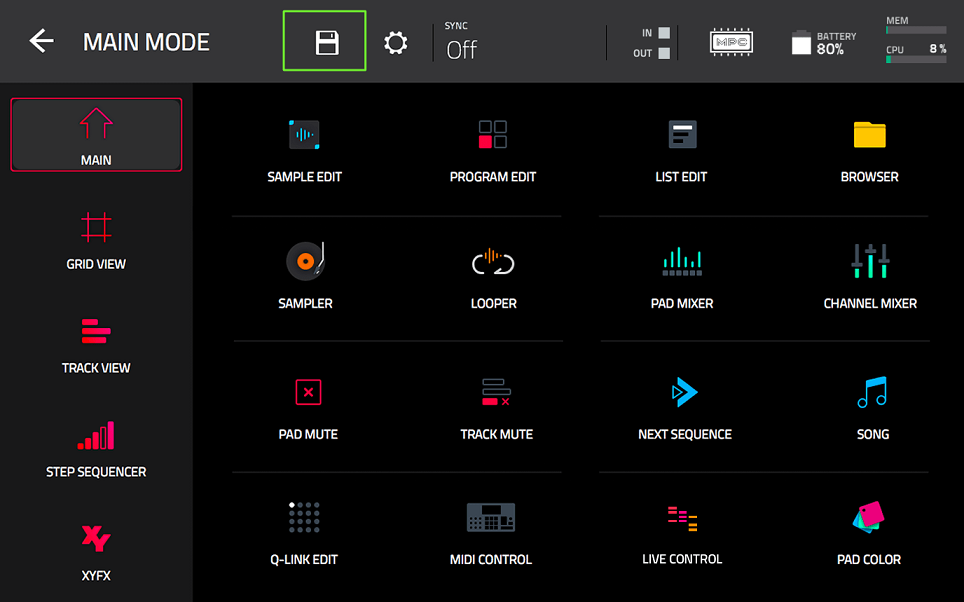 MAIN MODE
SYNC
Off
IN
OUT
MPC
BATTERY
80%
MEM
CPU 8 %
MAIN
GRID VIEW
TRACK VIEW
STEP SEQUENCER
XY
XYFX
SAMPLE EDIT
PROGRAM EDIT
LIST EDIT
BROWSER
SAMPLER
LOOPER
PAD MIXER
CHANNEL MIXER
PAD MUTE
TRACK MUTE
NEXT SEQUENCE
SONG
Q-LINK EDIT
MIDI CONTROL
LIVE CONTROL
PAD COLOR